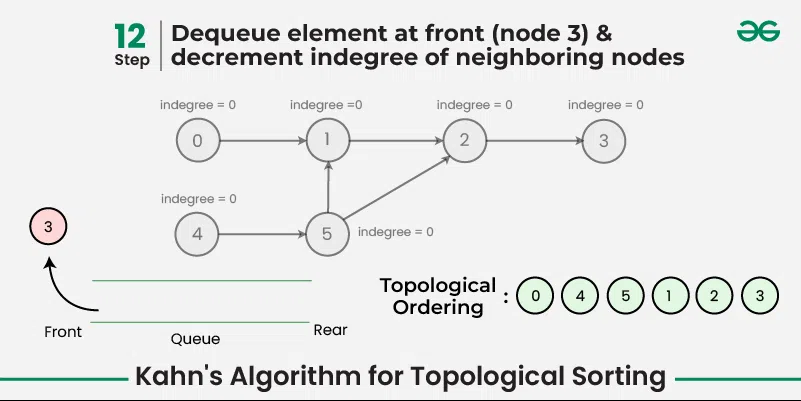 12
Step
Dequeue element at front (node 3) &
decrement indegree of neighboring nodes
indegree = 0
indegree =0
indegree = 0
indegree = 0
0
1
2
3
indegree = 0
4
5
indegree = 0
3
Front
Queue
Rear
Topological
Ordering
:
0
4
5
1
2
3
Kahn's Algorithm for Topological Sorting